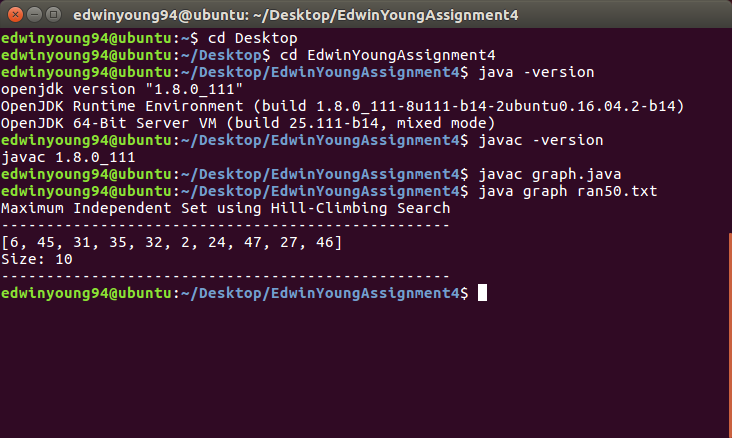 edwinyoung94@ubuntu: ~/Desktop/EdwinYoungAssignment4
edwinyoung94@ubuntu:~$ cd Desktop
edwinyoung94@ubuntu:~/Desktop$ cd EdwinYoungAssignment4
edwinyoung94@ubuntu:~/Desktop/EdwinYoungAssignment4$ java -version
openjdk version "1.8.0_111"
OpenJDK Runtime Environment (build 1.8.0_111-8u111-b14-2ubuntu0.16.04.2-b14)
OpenJDK 64-Bit Server VM (build 25.111-b14, mixed mode)
edwinyoung94@ubuntu:~/Desktop/EdwinYoungAssignment4$ javac -version
javac 1.8.0_111
edwinyoung94@ubuntu:~/Desktop/EdwinYoungAssignment4$ javac graph.java
edwinyoung94@ubuntu:~/Desktop/EdwinYoungAssignment4$ java graph ran50.txt
Maximum Independent Set using Hill-Climbing Search
--------------------------------------------------
[6, 45, 31, 35, 32, 2, 24, 47, 27, 46]
Size: 10
--------------------------------------------------
edwinyoung94@ubuntu:~/Desktop/EdwinYoungAssignment4$